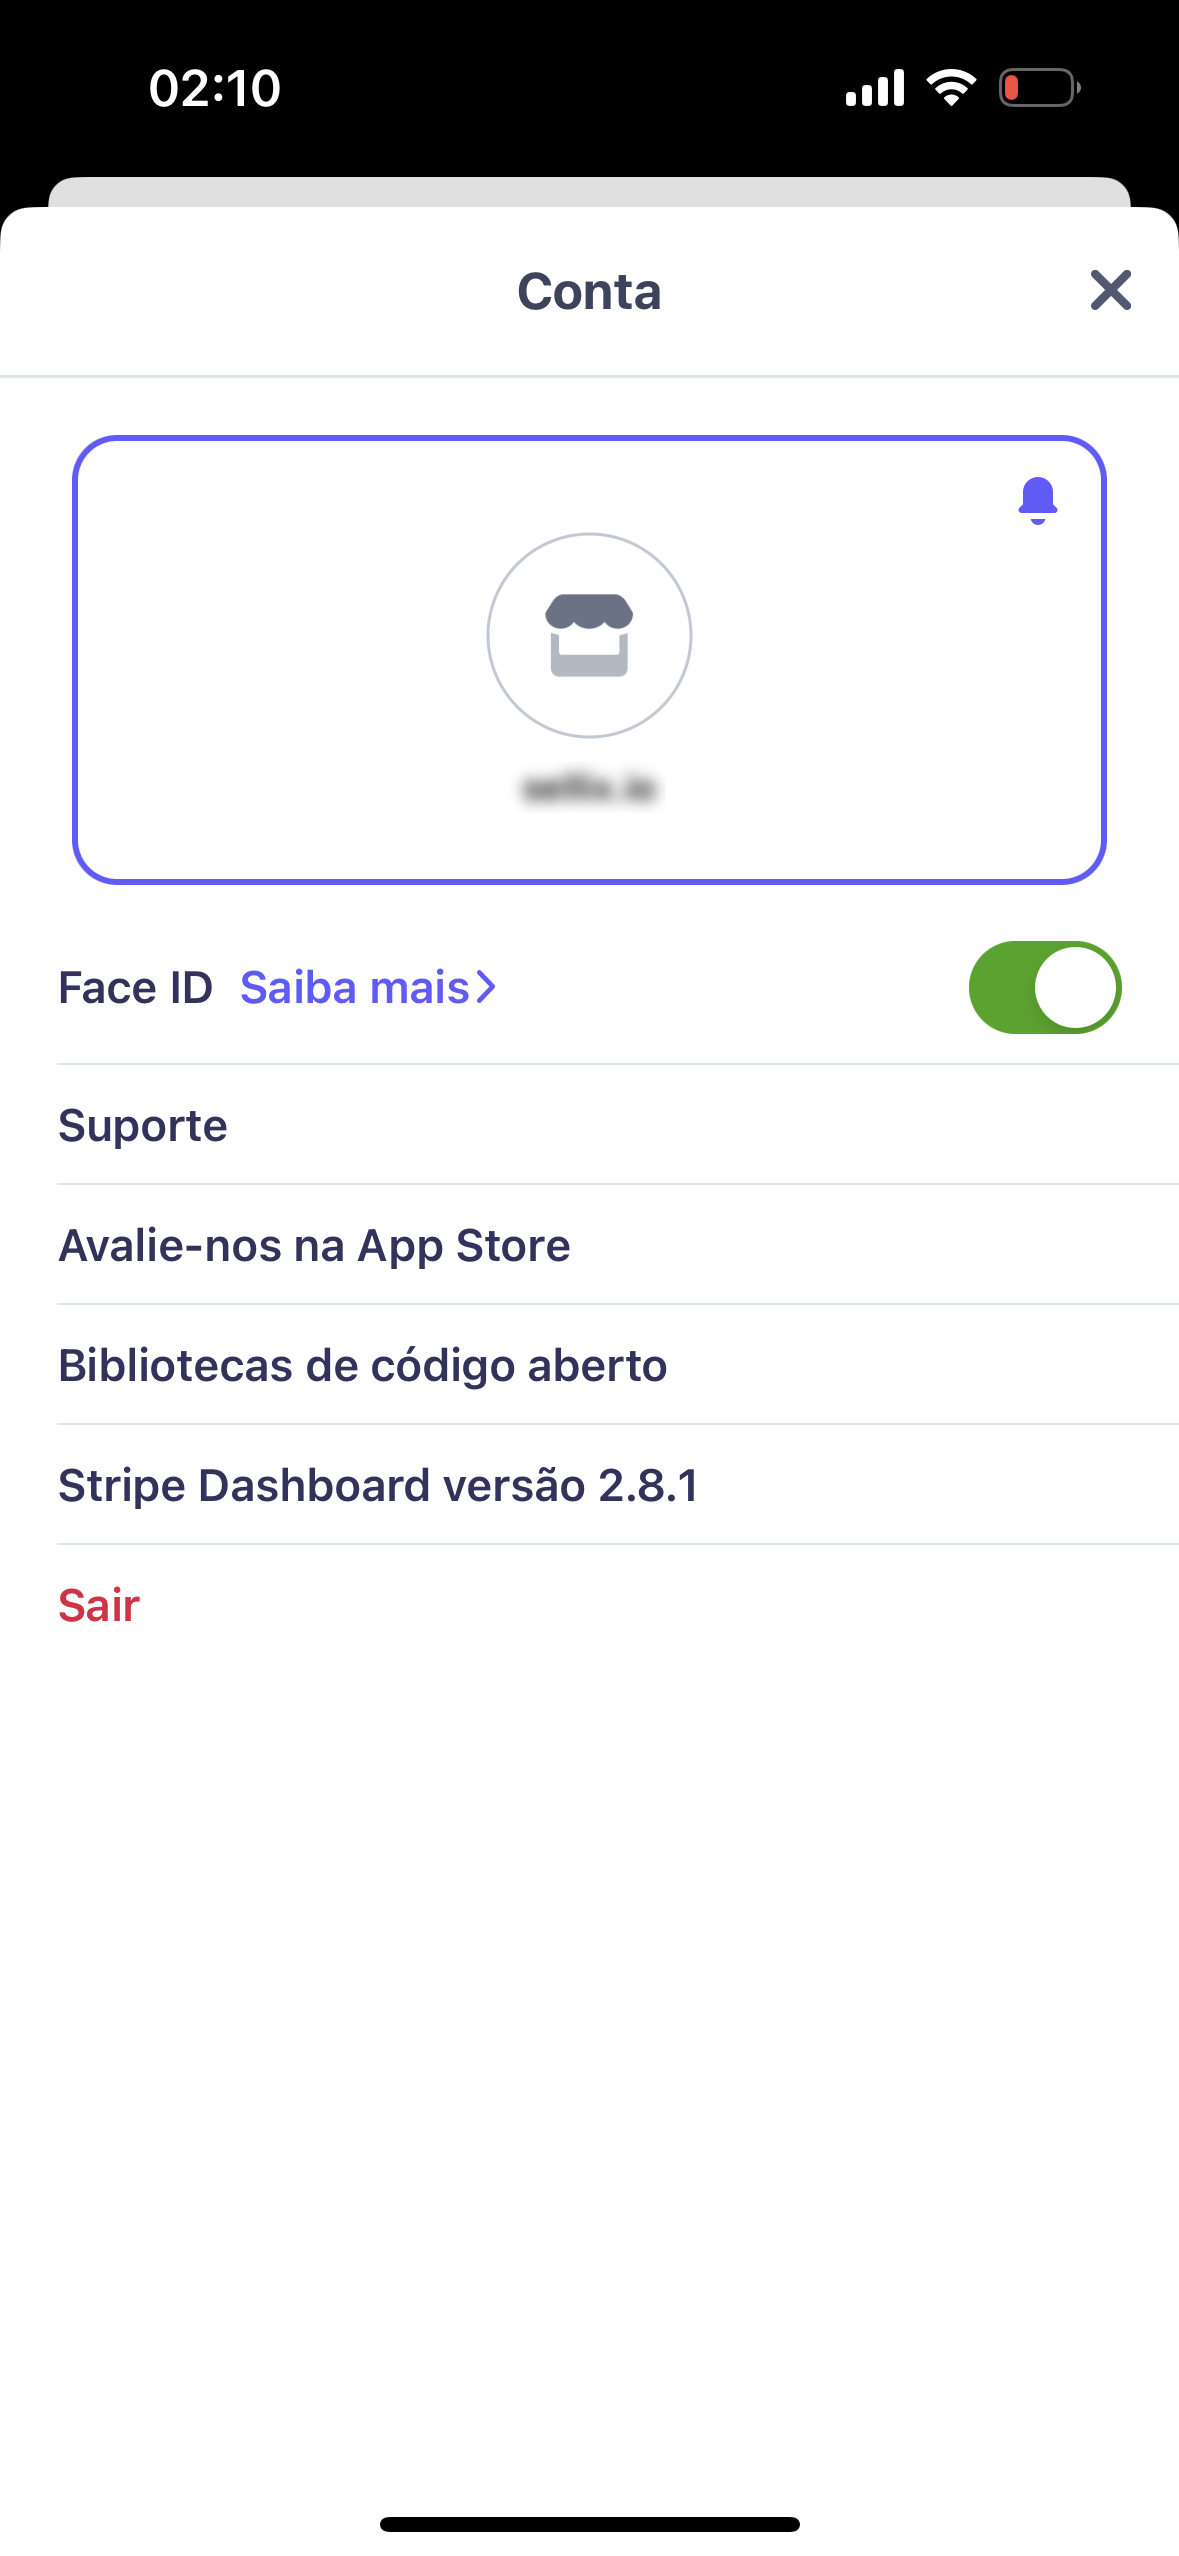 02:10
Conta
Face ID Saiba mais
Suporte
Avalie-nos na App Store
Bibliotecas de código aberto
Stripe Dashboard versão 2.8.1
Sair